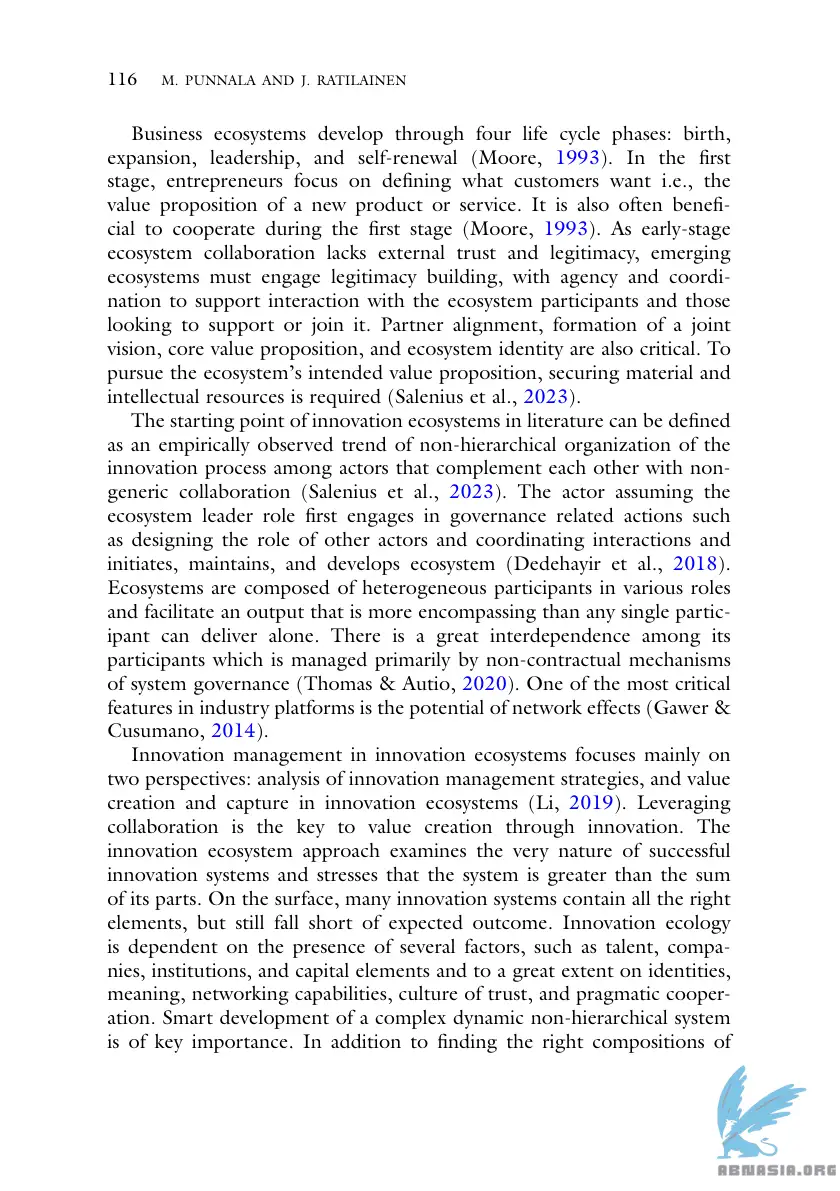 116 M. PUNNALA AND J. RATILAINEN
Business ecosystems develop through four life cycle phases: birth,
expansion, leadership, and self-renewal (Moore, 1993). In the first
stage, entrepreneurs focus on defining what customers want i.e., the
value proposition of a new product or service. It is also often benefi-
cial to cooperate during the first stage (Moore, 1993). As early-stage
ecosystem collaboration lacks external trust and legitimacy, emerging
ecosystems must engage legitimacy building, with agency and coordi-
nation to support interaction with the ecosystem participants and those
looking to support or join it. Partner alignment, formation of a joint
vision, core value proposition, and ecosystem identity are also critical. To
pursue the ecosystem's intended value proposition, securing material and
intellectual resources is required (Salenius et al., 2023).
The starting point of innovation ecosystems in literature can be defined
as an empirically observed trend of non-hierarchical organization of the
innovation process among actors that complement each other with non-
generic collaboration (Salenius et al., 2023). The actor assuming the
ecosystem leader role first engages in governance related actions such
as designing the role of other actors and coordinating interactions and
initiates, maintains, and develops ecosystem (Dedehayir et al., 2018).
Ecosystems are composed of heterogeneous participants in various roles
and facilitate an output that is more encompassing than any single partic-
ipant can deliver alone. There is a great interdependence among its
participants which is managed primarily by non-contractual mechanisms
of system governance (Thomas & Autio, 2020). One of the most critical
features in industry platforms is the potential of network effects (Gawer &
Cusumano, 2014).
Innovation management in innovation ecosystems focuses mainly on
two perspectives: analysis of innovation management strategies, and value
creation and capture in innovation ecosystems (Li, 2019). Leveraging
collaboration is the key to value creation through innovation. The
innovation ecosystem approach examines the very nature of successful
innovation systems and stresses that the system is greater than the sum
of its parts. On the surface, many innovation systems contain all the right
elements, but still fall short of expected outcome. Innovation ecology
is dependent on the presence of several factors, such as talent, compa-
nies, institutions, and capital elements and to a great extent on identities,
meaning, networking capabilities, culture of trust, and pragmatic cooper-
ation. Smart development of a complex dynamic non-hierarchical system
is of key importance. In addition to finding the right compositions of
ABNASIA.ORG